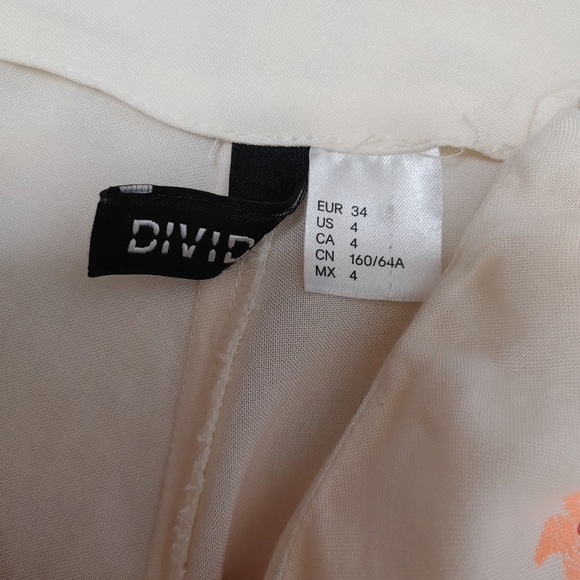 DIVID
EUR 34
US 4
CA 4
CN 160/64A
MX 4